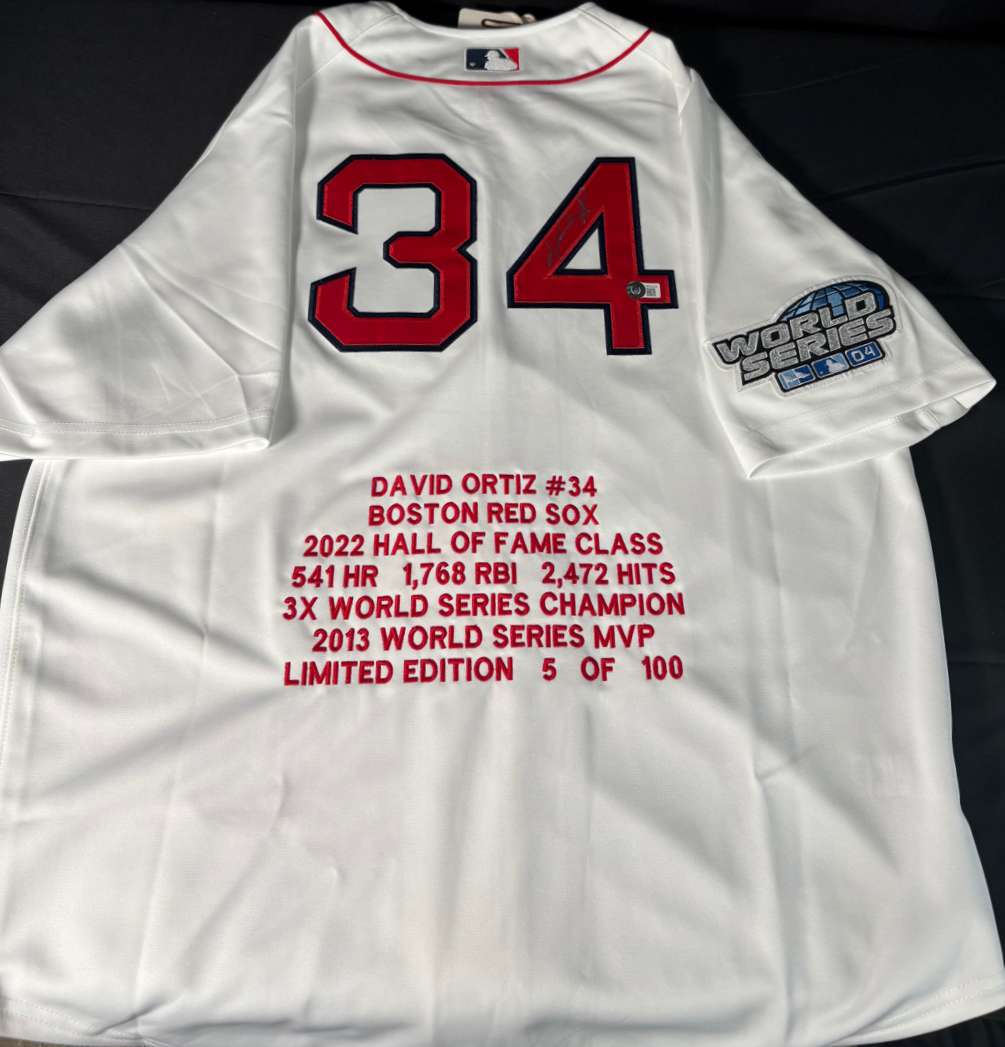 34
WORLD
SERIES
04
DAVID ORTIZ #34
BOSTON RED SOX
2022 HALL OF FAME CLASS
541 HR 1,768 RBI 2,472 HITS
3X WORLD SERIES CHAMPION
2013 WORLD SERIES MVP
LIMITED EDITION 5 OF 100